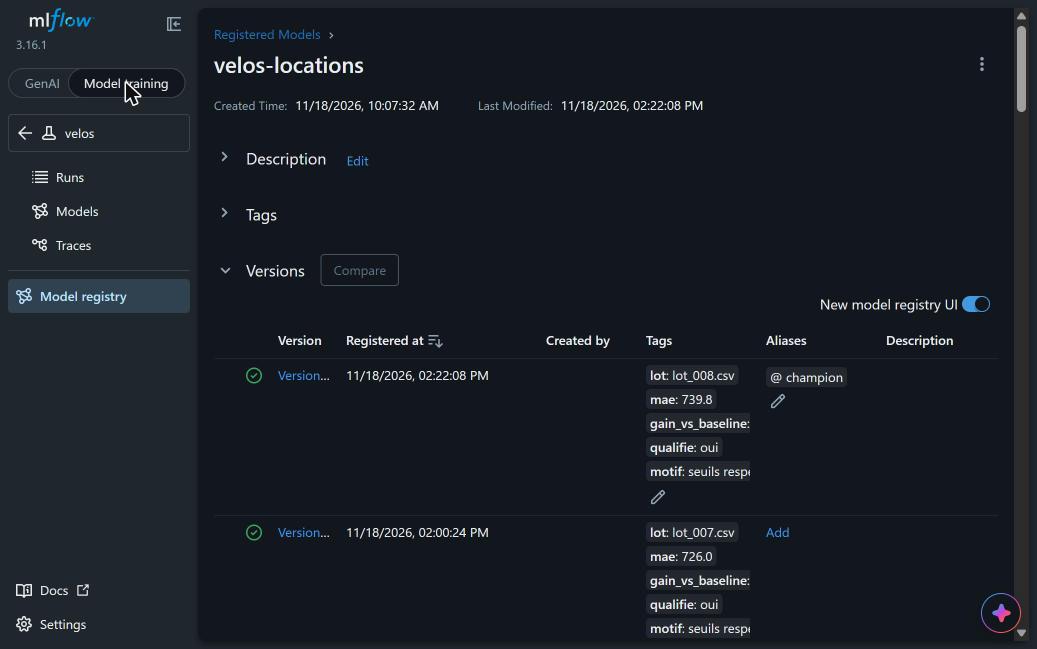 mlflow
3.16.1
GenAI
Model training
velos
Runs
Models
Traces
Model registry
Docs
Settings
Registered Models
velos-locations
Created Time: 11/18/2026, 10:07:32 AM Last Modified: 11/18/2026, 02:22:08 PM
Description Edit
Tags
Versions Compare
New model registry UI
Version Registered at Created by Tags Aliases Description
Version... 11/18/2026, 02:22:08 PM lot: lot_008.csv @ champion
mae: 739.8
gain_vs_baseline:
qualifie: oui
motif: seuils respe
Version... 11/18/2026, 02:00:24 PM lot: lot_007.csv Add
mae: 726.0
gain_vs_baseline:
qualifie: oui
motif: seuils respe